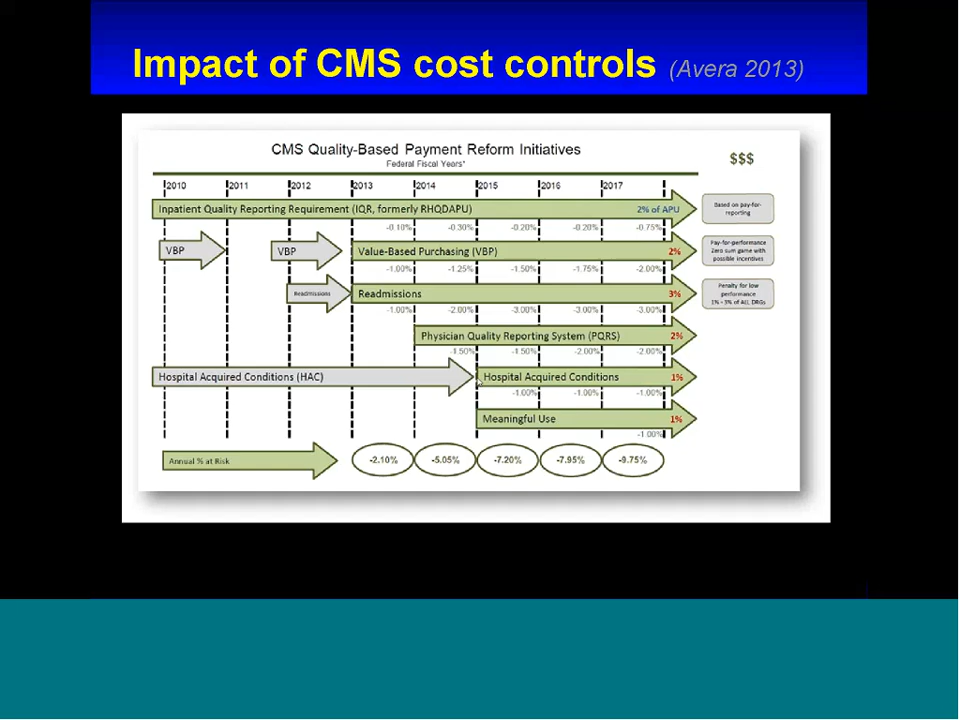 Impact of CMS cost controls (Avera 2013)
CMS Quality-Based Payment Reform Initiatives
Federal Fiscal Years*
$$$
2010 2011 2012 2013 2014 2015 2016 2017
Inpatient Quality Reporting Requirement (IQR, formerly RHQDAPU) 2% of APU
Based on pay-for-
reporting
-0.10% -0.30% -0.20% -0.20% -0.75%
VBP VBP Value-Based Purchasing (VBP) 2%
Pay-for-performance
Zero sum game with
possible incentives
-1.00% -1.25% -1.50% -1.75% -2.00%
Readmissions Readmissions 3%
Penalty for low
performance
1% -3% of ALL DRGs
-1.00% -2.00% -3.00% -3.00% -3.00%
Physician Quality Reporting System (PQRS) 2%
-1.50% -1.50% -2.00% -2.00%
Hospital Acquired Conditions (HAC) Hospital Acquired Conditions 1%
-1.00% -1.00% -1.00%
Meaningful Use 1%
-1.00%
Annual % at Risk -2.10% -5.05% -7.20% -7.95% -9.75%